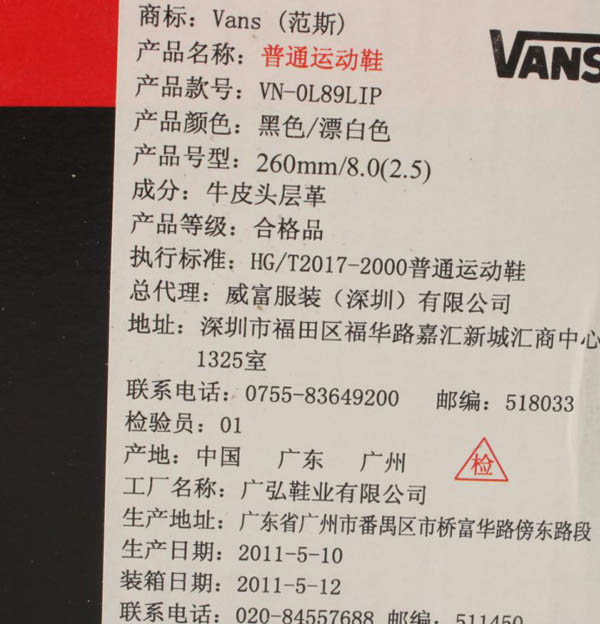 商标：Vans (范斯)
VANS
产品名称：普通运动鞋
产品款号：VN-0L89LIP
产品颜色：黑色/漂白色
产品号型：260mm/8.0(2.5)
成分：牛皮头层革
产品等级：合格品
执行标准：HG/T2017-2000普通运动鞋
总代理：威富服装（深圳）有限公司
地址：深圳市福田区福华路嘉汇新城汇商中心
1325室
联系电话：0755-83649200 邮编：518033
检验员：01
产地：中国 广东 广州 检
工厂名称：广弘鞋业有限公司
生产地址：广东省广州市番禺区市桥富华路傍东路段
生产日期：2011-5-10
装箱日期：2011-5-12
联系电话：020-84557688 邮编：511450